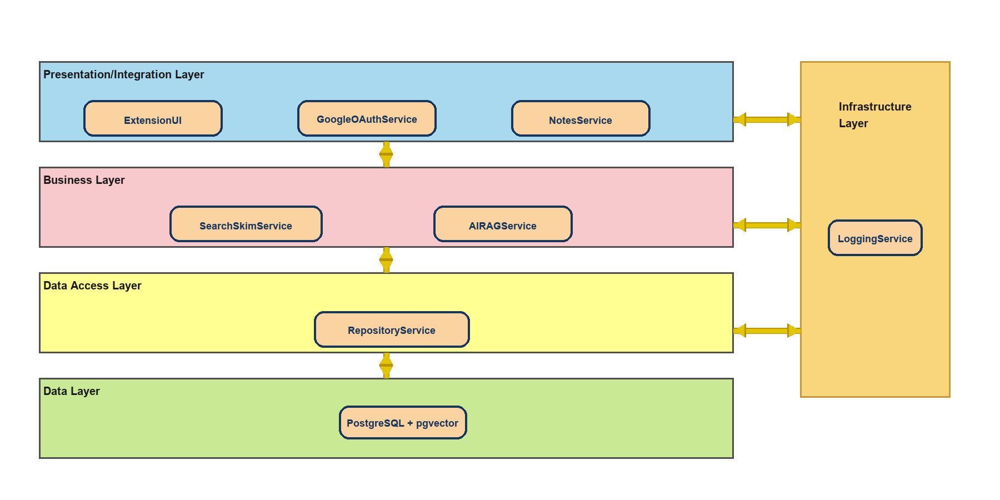 Presentation/Integration Layer
ExtensionUI
GoogleOAuthService
NotesService
Infrastructure
Layer
Business Layer
SearchSkimService
AIRAGService
LoggingService
Data Access Layer
RepositoryService
Data Layer
PostgreSQL + pgvector